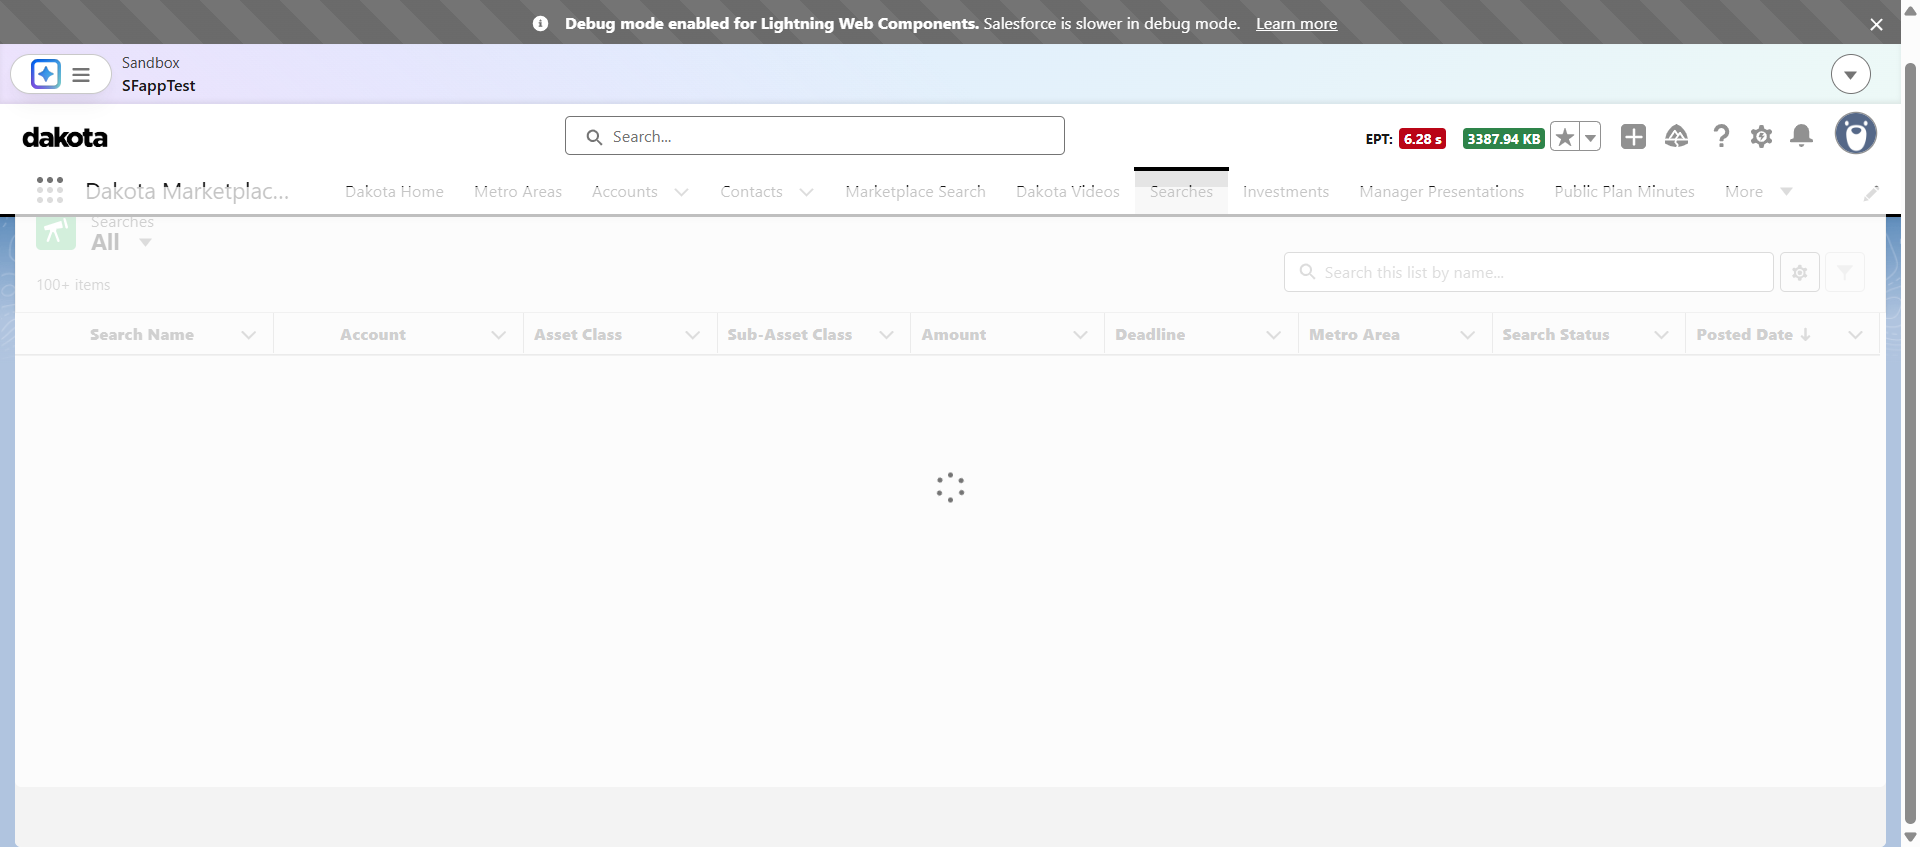 Debug mode enabled for Lightning Web Components. Salesforce is slower in debug mode. Learn more
Sandbox
SFappTest
dakota
Search...
EPT: 6.28 s 3387.94 KB
Dakota Marketplac... Dakota Home Metro Areas Accounts Contacts Marketplace Search Dakota Videos Searches Investments Manager Presentations Public Plan Minutes More
Searches
All
100+ items
Search this list by name...
Search Name Account Asset Class Sub-Asset Class Amount Deadline Metro Area Search Status Posted Date